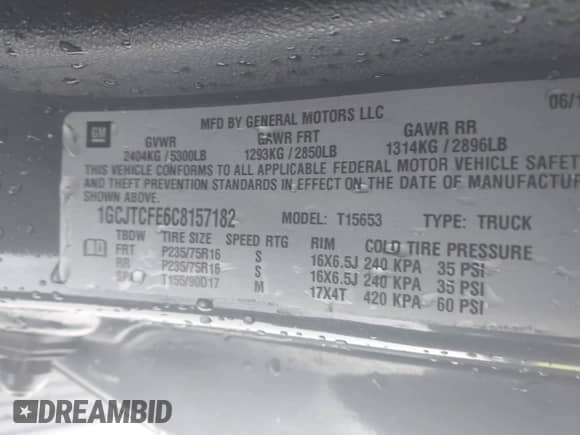 MFD BY GENERAL MOTORS LLC 06/1
GM
GVWR GAWR FRT GAWR RR
2404KG / 5300LB 1293KG / 2850LB 1314KG / 2896LB
THIS VEHICLE CONFORMS TO ALL APPLICABLE FEDERAL MOTOR VEHICLE SAFET
AND THEFT PREVENTION STANDARDS IN EFFECT ON THE DATE OF MANUFACTUR
SHOWN ABOVE.
1GCJTCFE6C8157182 MODEL: T15653 TYPE: TRUCK
TBDW TIRE SIZE SPEED RTG RIM COLD TIRE PRESSURE
FRT P235/75R16 S 16X6.5J 240 KPA 35 PSI
RR P235/75R16 S 16X6.5J 240 KPA 35 PSI
SPA T155/90D17 M 17X4T 420 KPA 60 PSI
DREAMBID